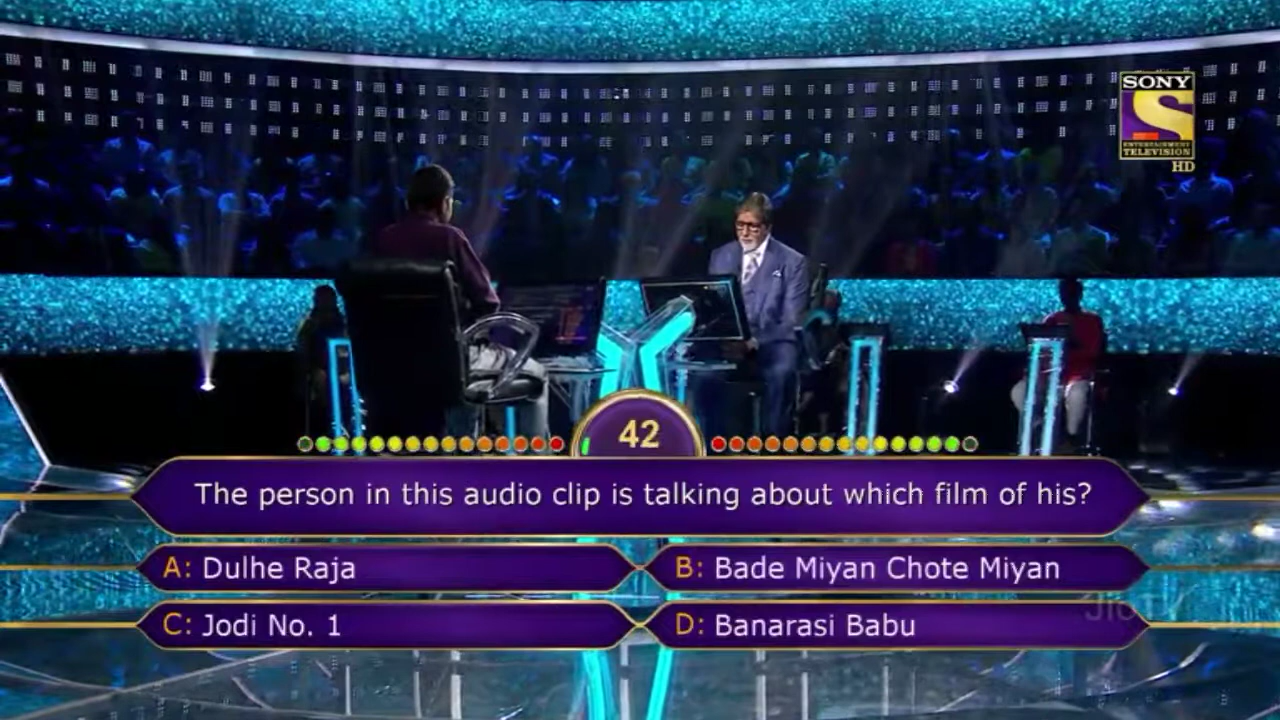 SONY
S
ENTERTAINMENT
TELEVISION
HD
42
The person in this audio clip is talking about which film of his?
A: Dulhe Raja
B: Bade Miyan Chote Miyan
C: Jodi No. 1
D: Banarasi Babu
JioTV